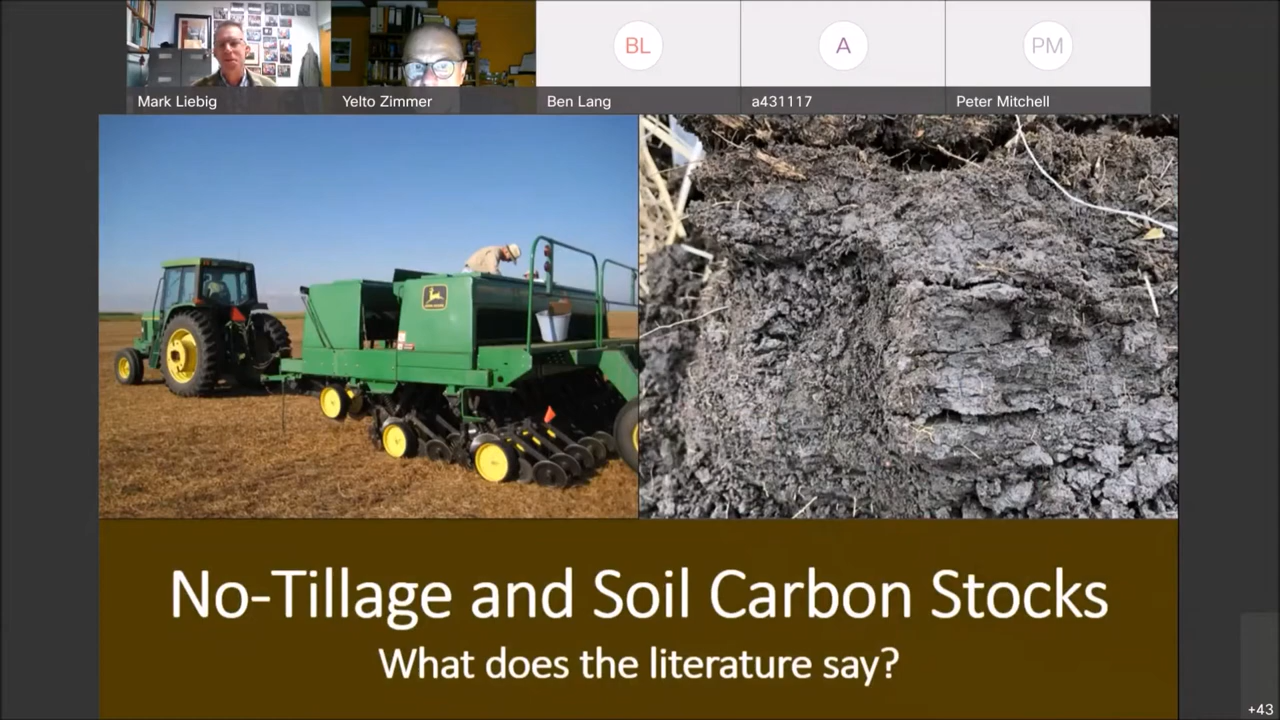 BL
A
PM
Mark Liebig
Yelto Zimmer
Ben Lang
a431117
Peter Mitchell
No-Tillage and Soil Carbon Stocks
What does the literature say?
+43